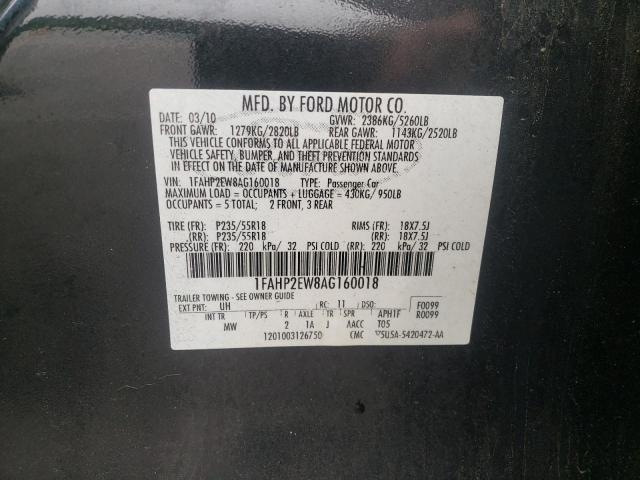 MFD. BY FORD MOTOR CO.
DATE: 03/10 GVWR: 2386KG/5260LB
FRONT GAWR: 1279KG/2820LB REAR GAWR: 1143KG/2520LB
THIS VEHICLE CONFORMS TO ALL APPLICABLE FEDERAL MOTOR
VEHICLE SAFETY, BUMPER, AND THEFT PREVENTION STANDARDS
IN EFFECT ON THE DATE OF MANUFACTURE SHOWN ABOVE.
VIN: 1FAHP2EW8AG160018 TYPE: Passenger Car
MAXIMUM LOAD = OCCUPANTS + LUGGAGE = 430KG/ 950LB
OCCUPANTS = 5 TOTAL; 2 FRONT, 3 REAR
TIRE (FR): P235/55R18 RIMS (FR): 18X7.5J
(RR): P235/55R18 (RR): 18X7.5J
PRESSURE (FR): 220 kPa/ 32 PSI COLD (RR): 220 kPa/ 32 PSI COLD
1FAHP2EW8AG160018
TRAILER TOWING - SEE OWNER GUIDE
EXT PNT: UH RC: 11 DSO: F0099
R0099
INT TR TP/PS R AXLE TR SPR APH1F
MW 2 1A J AACC T05
1201003126750 CMC 5U5A-5420472-AA